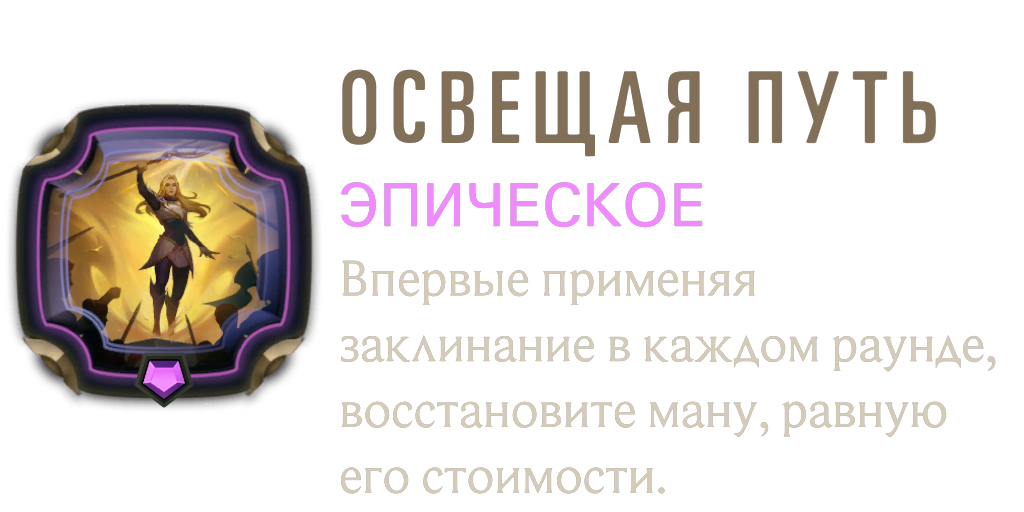 ОСВЕЩАЯ ПУТЬ
ЭПИЧЕСКОЕ
Впервые применяя
заклинание в каждом раунде,
восстановите ману, равную
его стоимости.